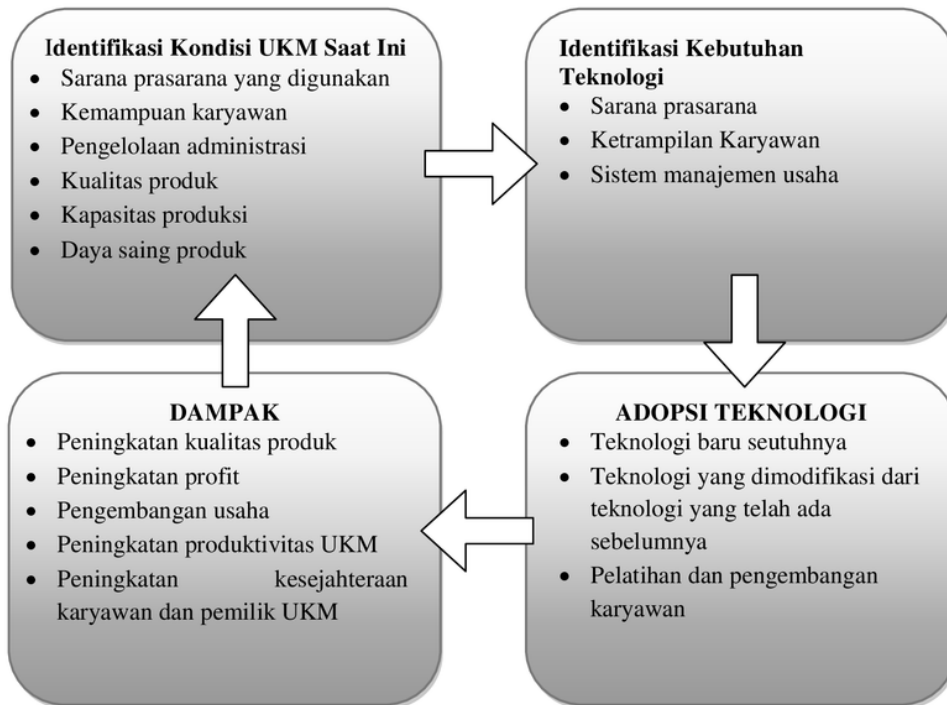 Identifikasi Kondisi UKM Saat Ini
• Sarana prasarana yang digunakan
• Kemampuan karyawan
• Pengelolaan administrasi
• Kualitas produk
• Kapasitas produksi
• Daya saing produk
Identifikasi Kebutuhan
Teknologi
• Sarana prasarana
• Ketrampilan Karyawan
• Sistem manajemen usaha
DAMPAK
• Peningkatan kualitas produk
• Peningkatan profit
• Pengembangan usaha
• Peningkatan produktivitas UKM
• Peningkatan kesejahteraan
karyawan dan pemilik UKM
ADOPSI TEKNOLOGI
• Teknologi baru seutuhnya
• Teknologi yang dimodifikasi dari
teknologi yang telah ada
sebelumnya
• Pelatihan dan pengembangan
karyawan